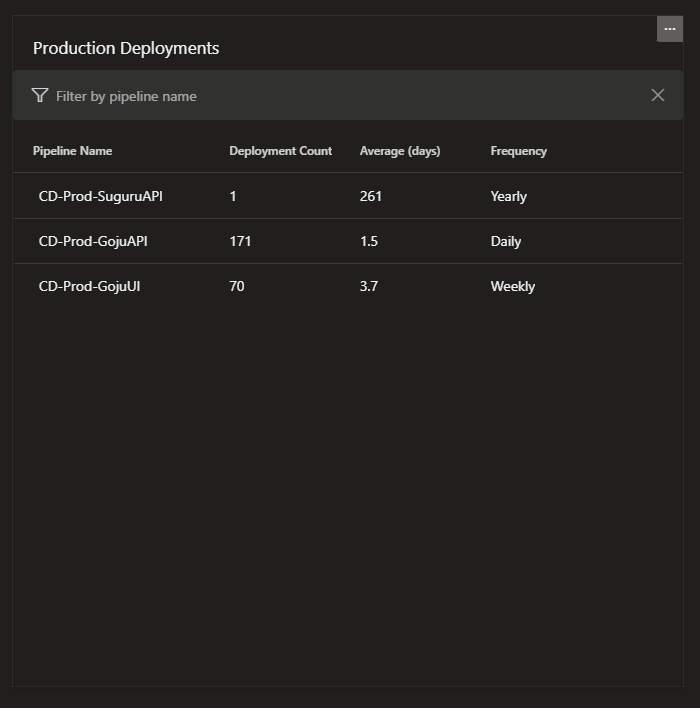 ...
Production Deployments
Filter by pipeline name
Pipeline Name Deployment Count Average (days) Frequency
CD-Prod-SuguruAPI 1 261 Yearly
CD-Prod-GojuAPI 171 1.5 Daily
CD-Prod-GojuUI 70 3.7 Weekly